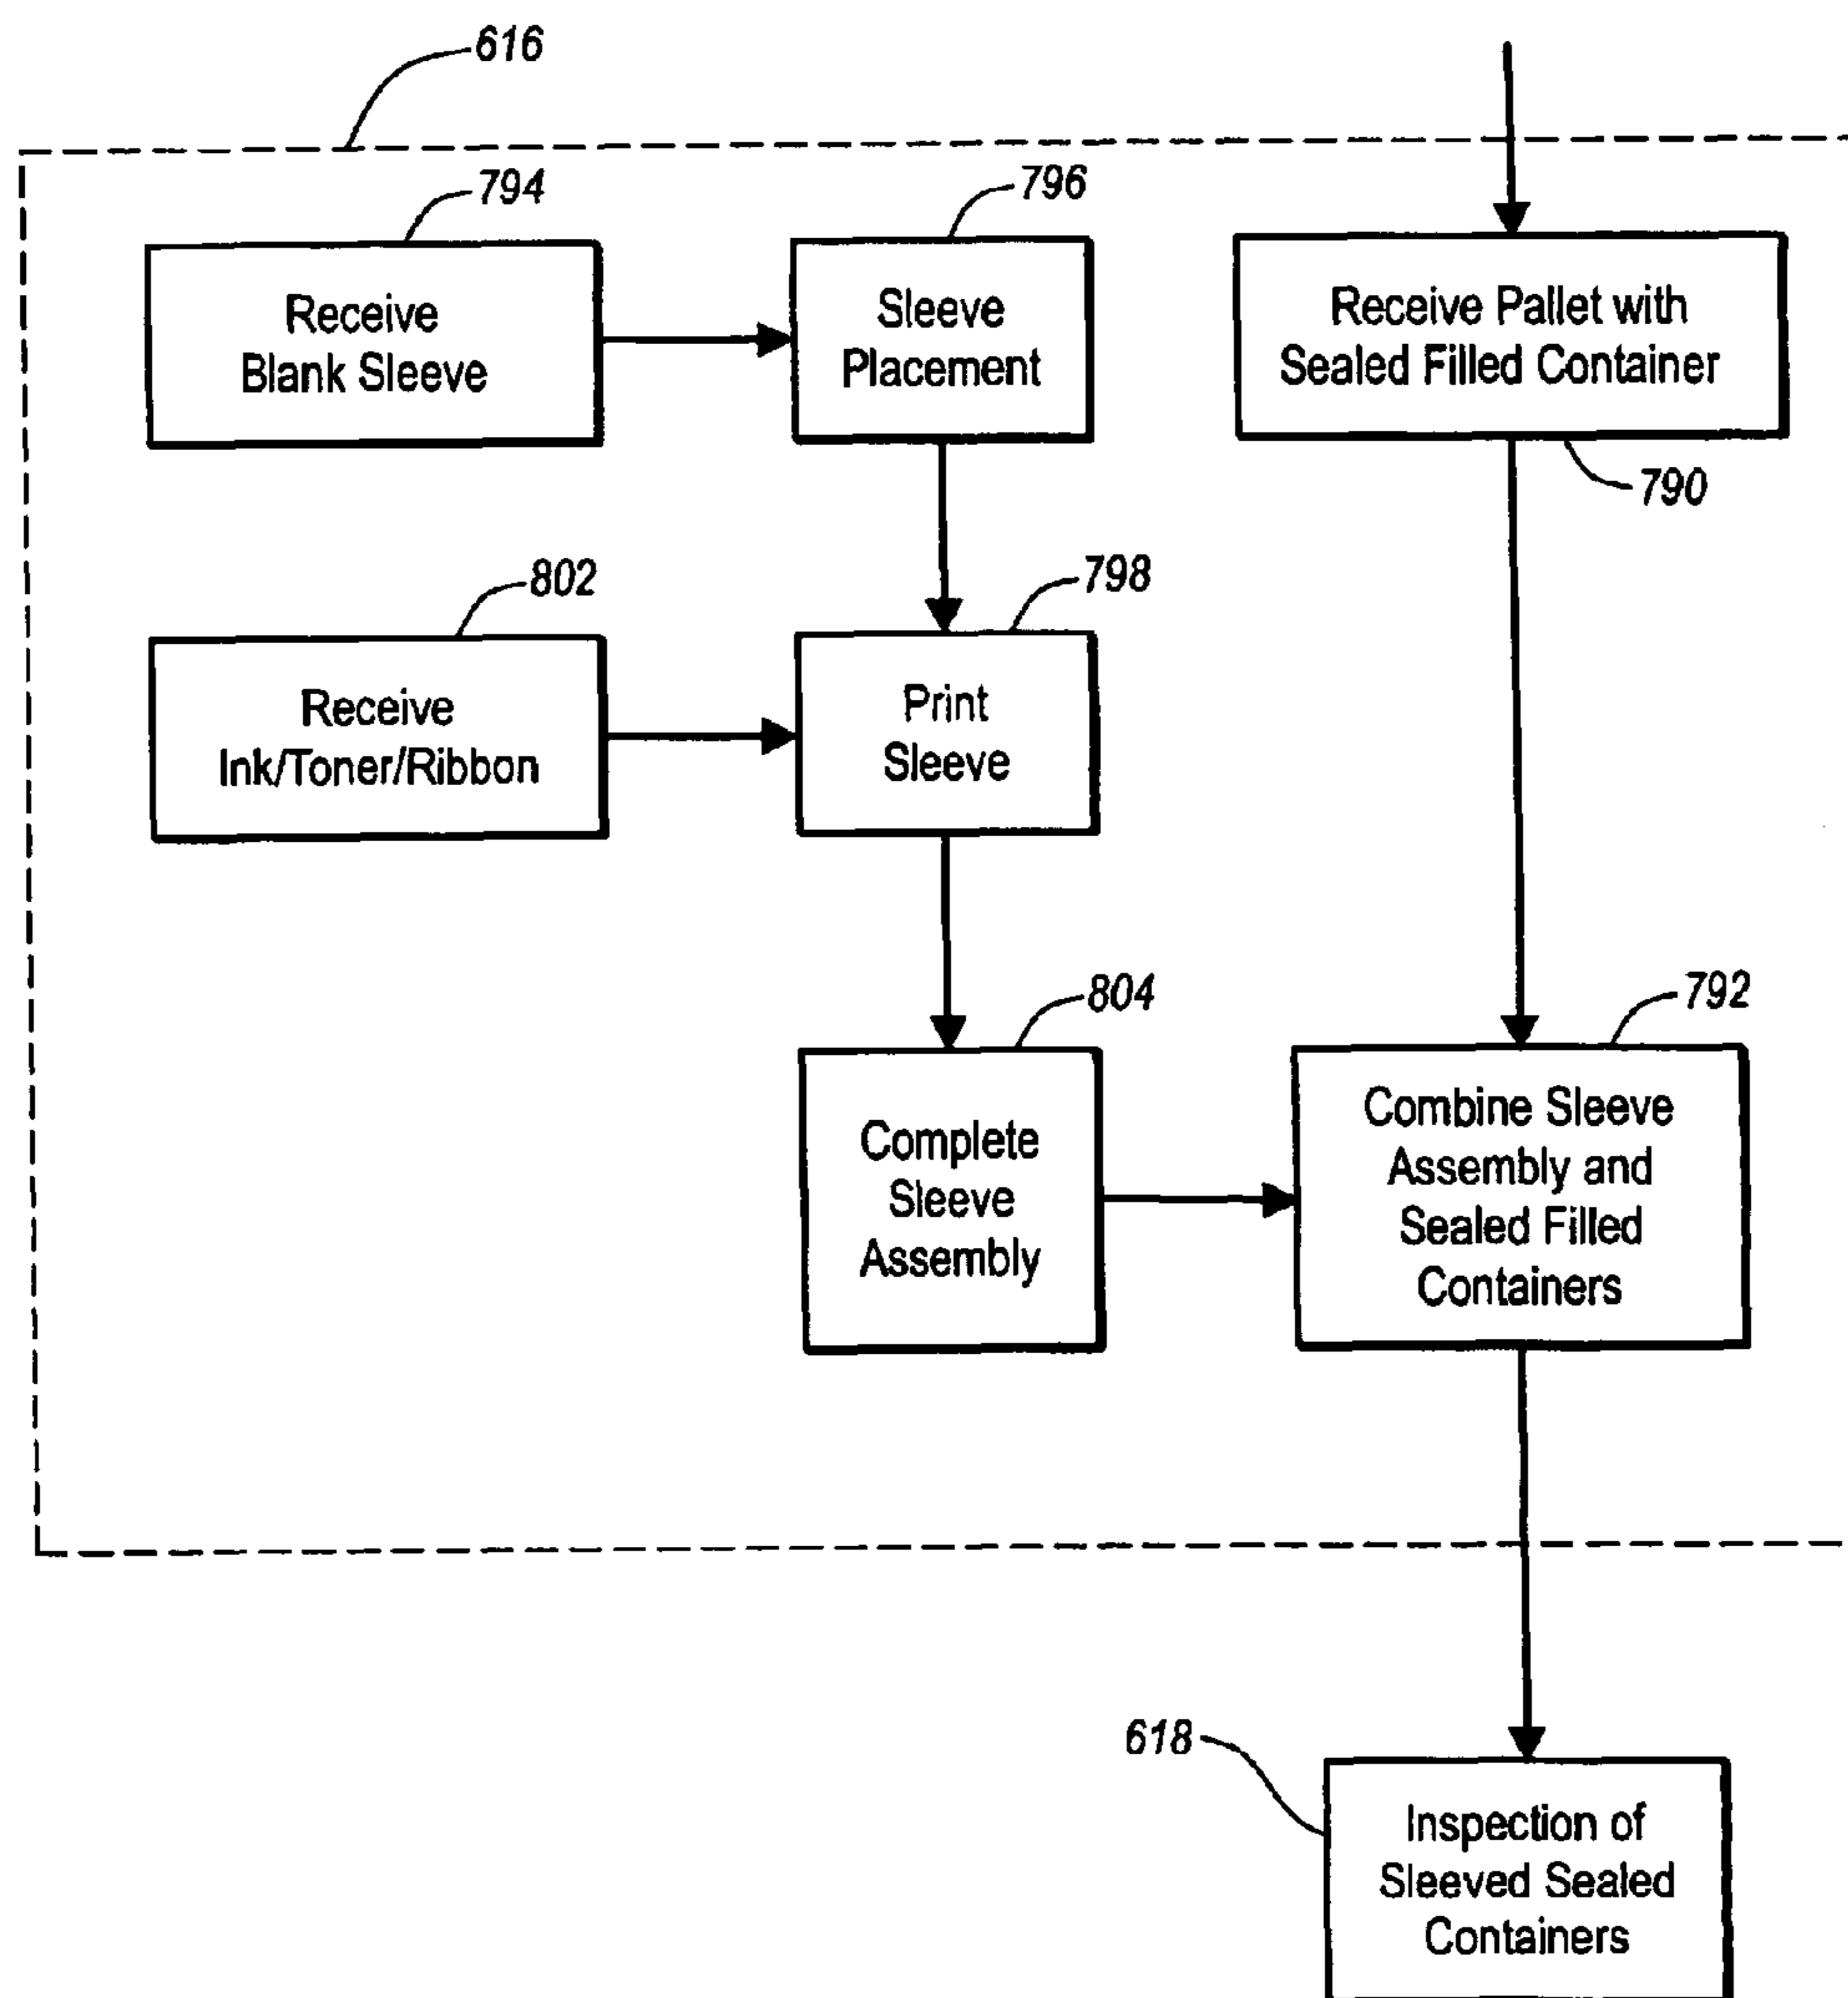 616
794
796
Receive
Blank Sleeve
Sleeve
Placement
Receive Pallet with
Sealed Filled Container
790
802
798
Receive
Ink/Toner/Ribbon
Print
Sleeve
804
792
Complete
Sleeve
Assembly
Combine Sleeve
Assembly and
Sealed Filled
Containers
618
Inspection of
Sleeved Sealed
Containers